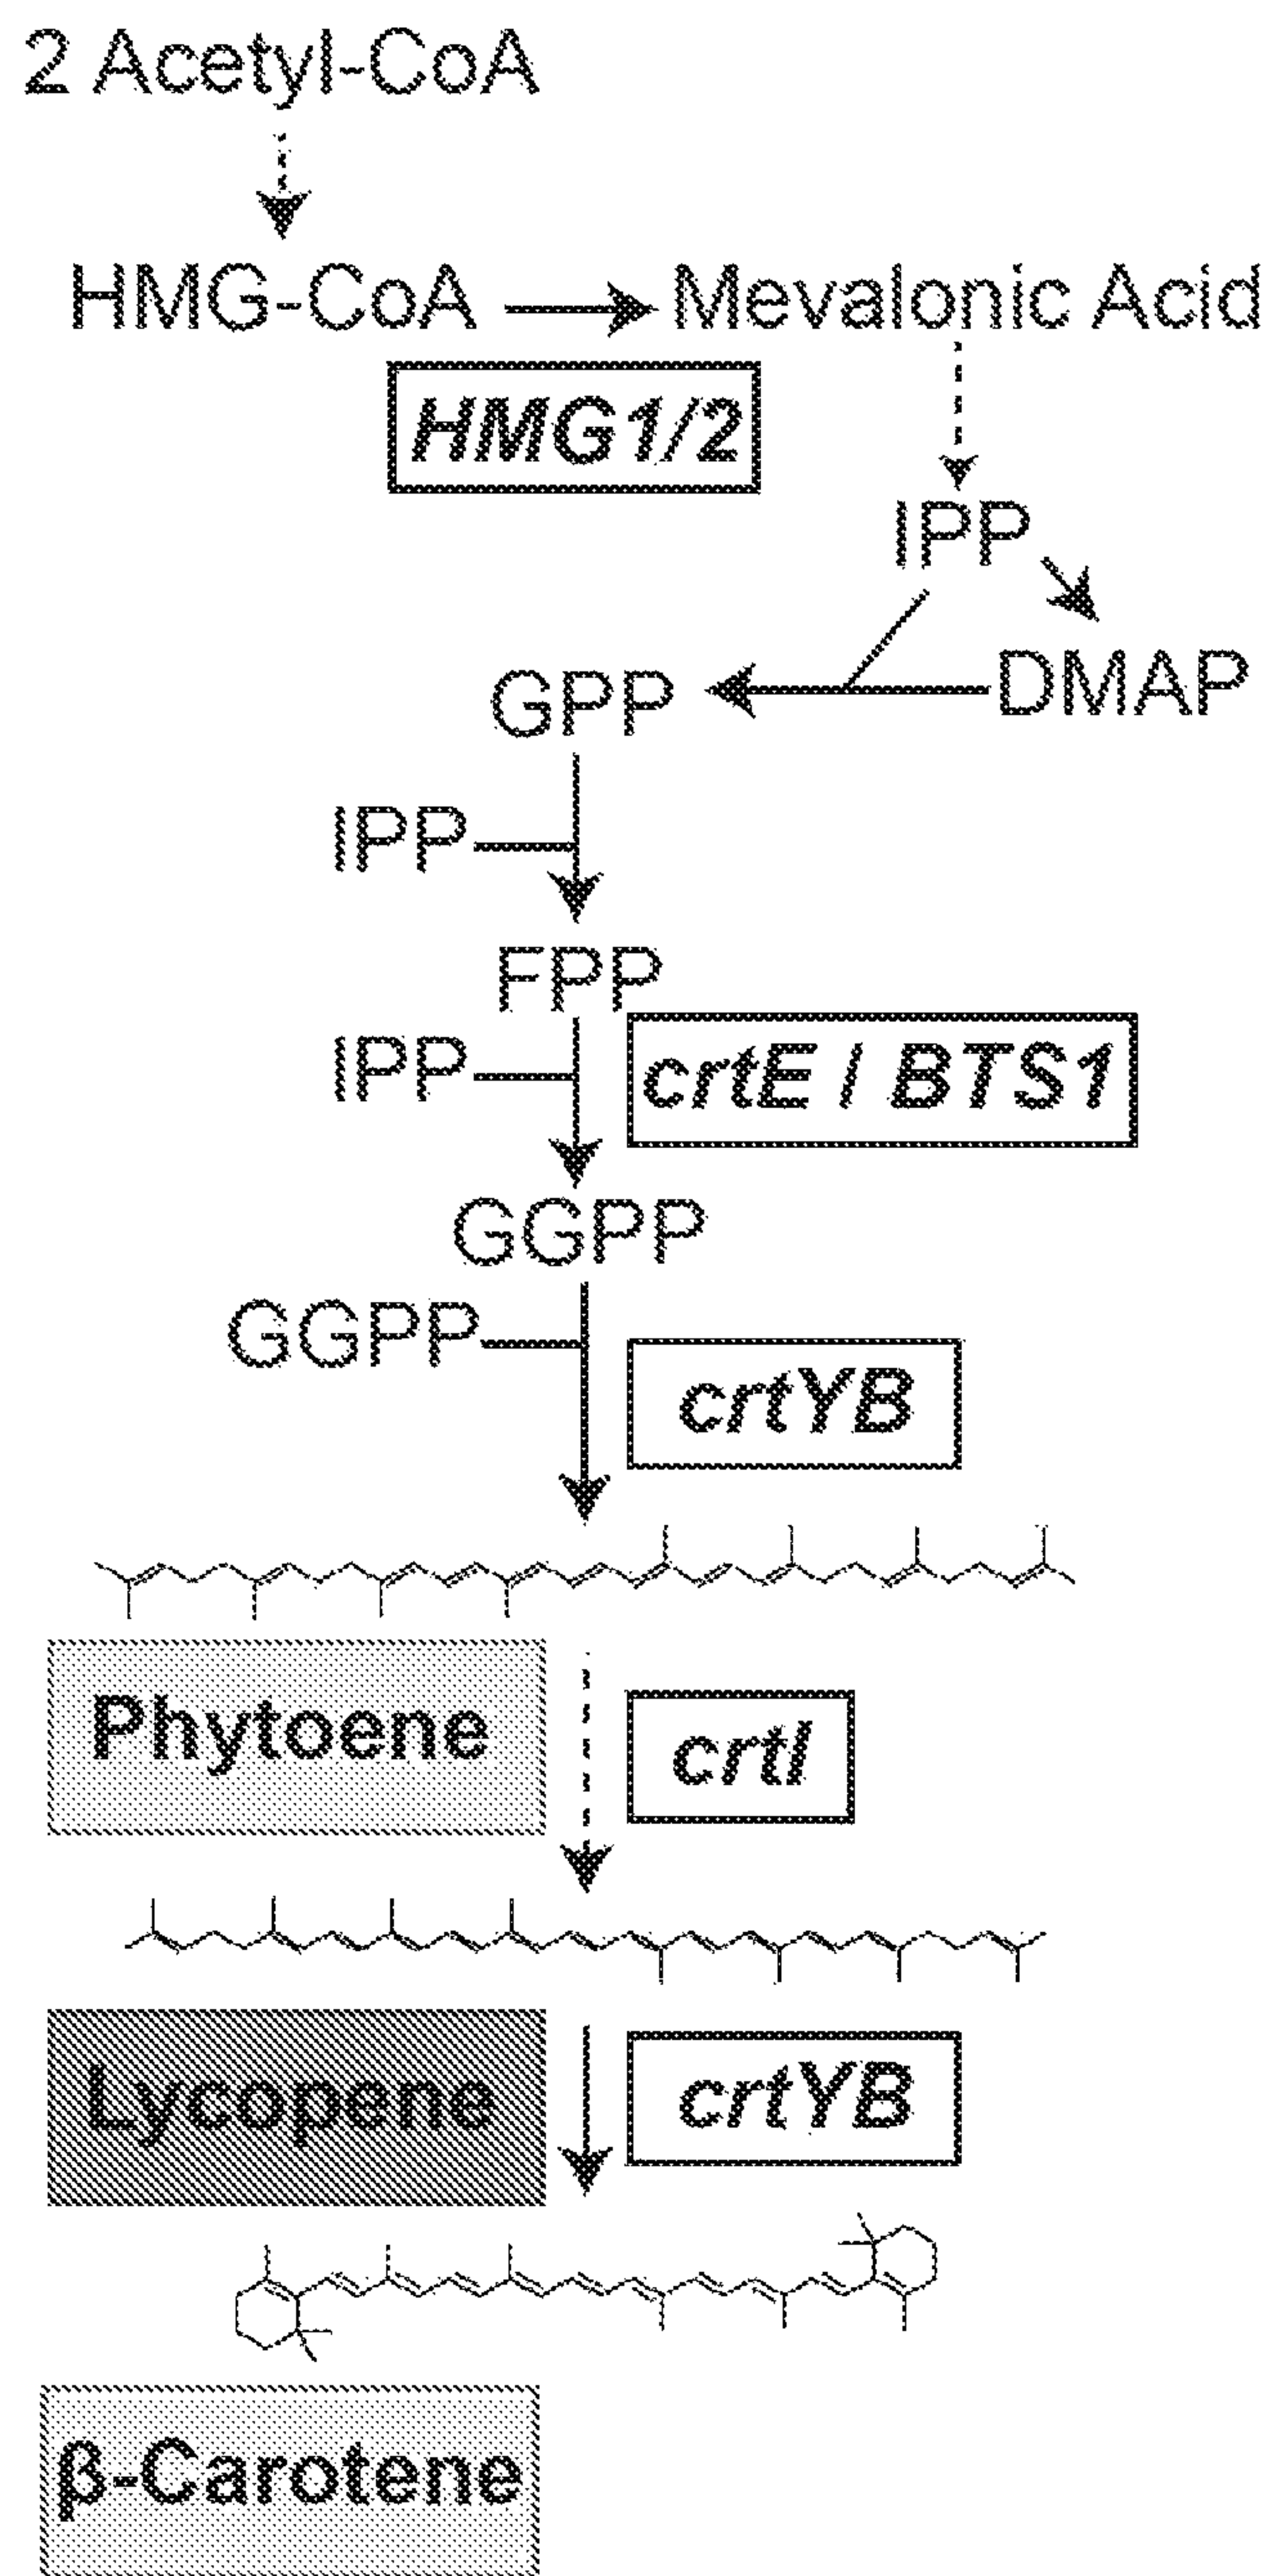 2 Acetyl-CoA
HMG-CoA
Mevalonic Acid
HMG1/2
IPP
DMAP
GPP
IPP
FPP
IPP
crtE / BTS1
GGPP
GGPP
crtYB
Phytoene
crtI
Lycopene
crtYB
β-Carotene